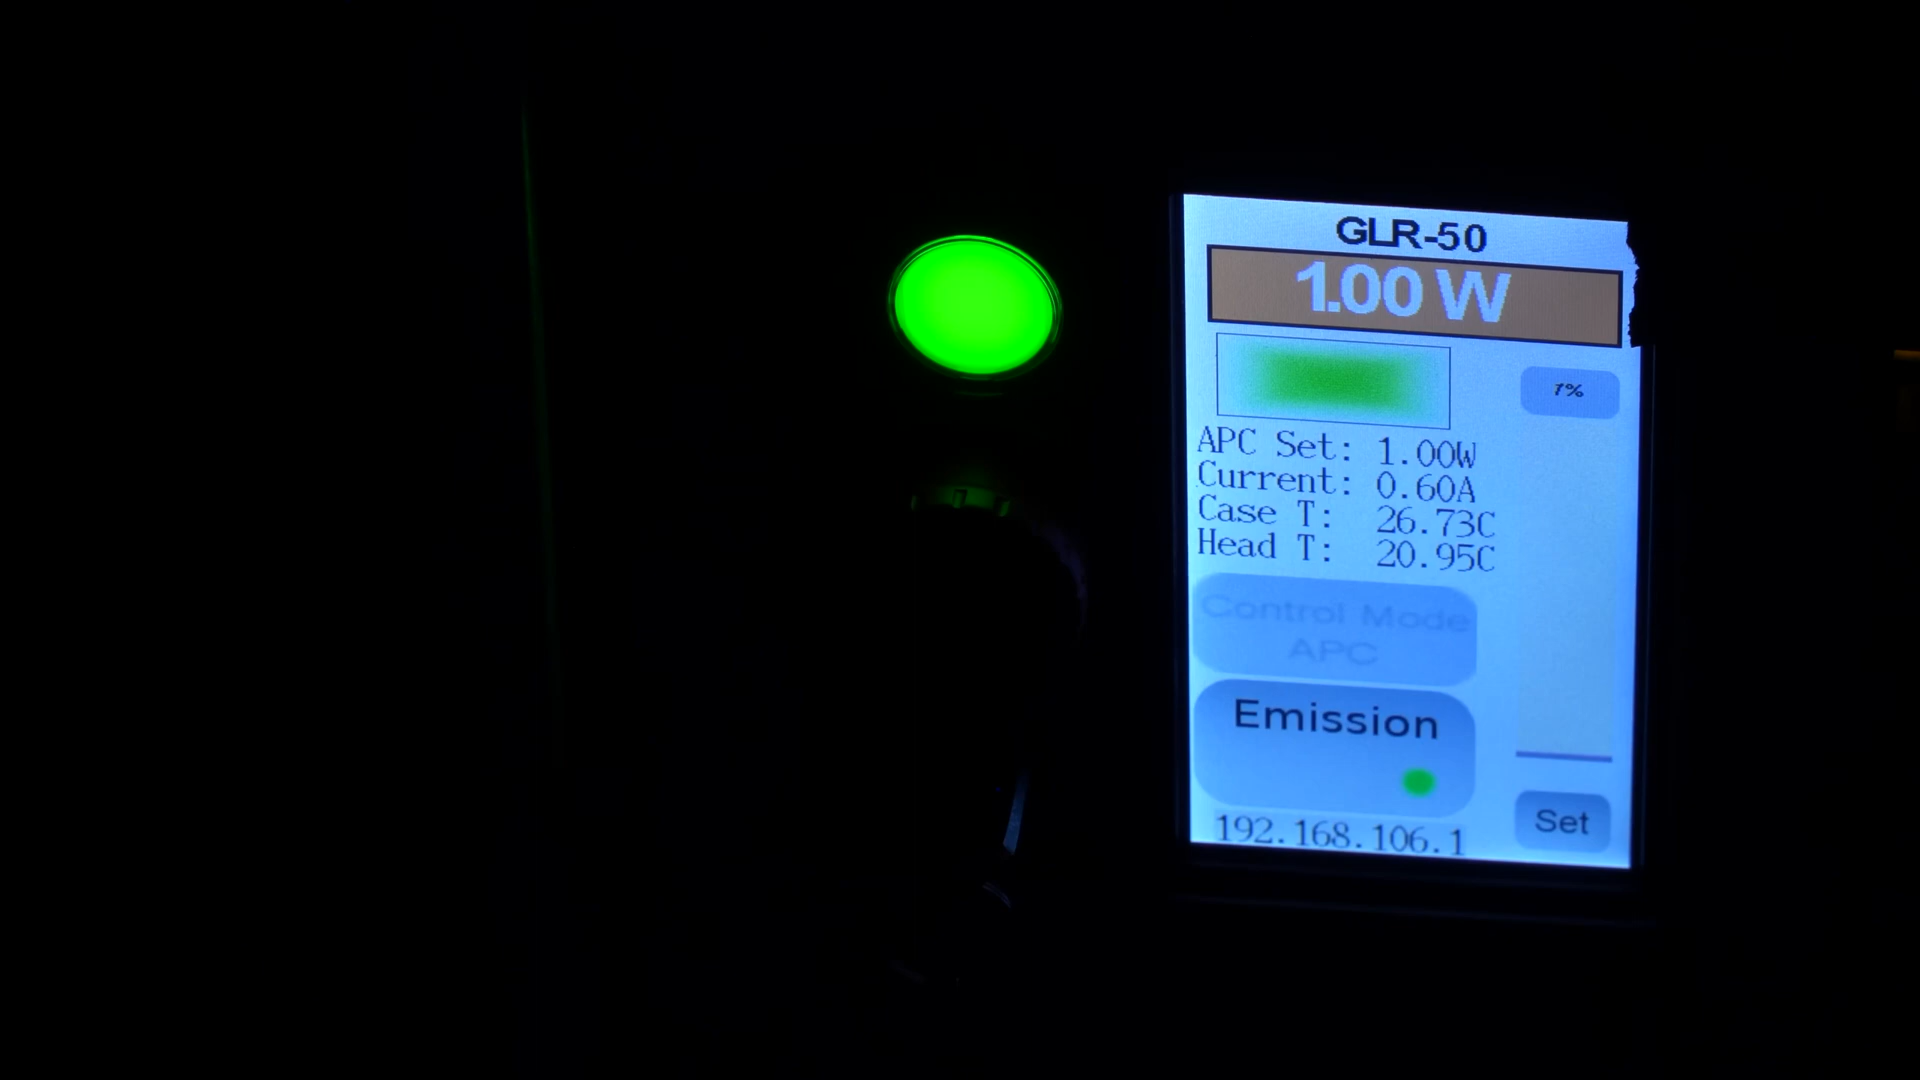 GLR-50
1.00 W
1%
APC Set: 1.00W
Current: 0.60A
Case T: 26.73C
Head T: 20.95C
Control Mode
APC
Emission
Set
192.168.106.1